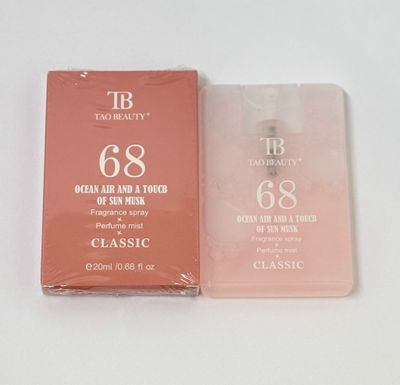 TB
TAO BEAUTY®
68
OCEAN AIR AND A TOUCB
OF SUN MUSK
Fragrance spray
Perfume mist
CLASSIC
℮20ml/0.68 fl oz
TB
TAO BEAUTY®
68
OCEAN AIR AND A TOUCB
OF SUN MUSK
Fragrance spray
Perfume mist
CLASSIC